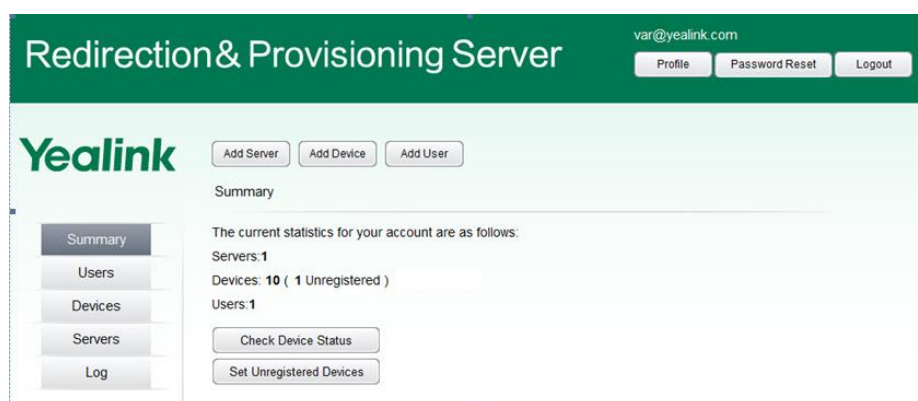 Redirection& Provisioning Server
var@yealink.com
Profile Password Reset Logout
Yealink
Add Server Add Device Add User
Summary
Summary
Users
Devices
Servers
Log
The current statistics for your account are as follows:
Servers:1
Devices: 10 ( 1 Unregistered )
Users:1
Check Device Status
Set Unregistered Devices